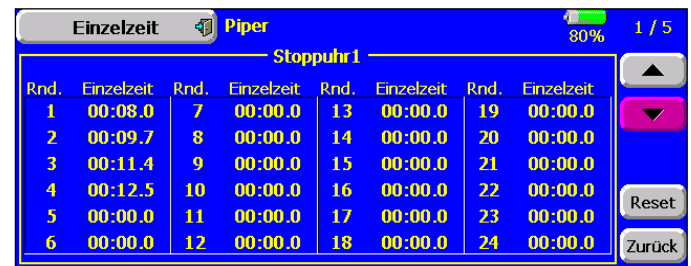 Einzelzeit Piper 80% 1 / 5
Stoppuhr1
Rnd. Einzelzeit Rnd. Einzelzeit Rnd. Einzelzeit Rnd. Einzelzeit
1 00:08.0 7 00:00.0 13 00:00.0 19 00:00.0
2 00:09.7 8 00:00.0 14 00:00.0 20 00:00.0
3 00:11.4 9 00:00.0 15 00:00.0 21 00:00.0
4 00:12.5 10 00:00.0 16 00:00.0 22 00:00.0
5 00:00.0 11 00:00.0 17 00:00.0 23 00:00.0
6 00:00.0 12 00:00.0 18 00:00.0 24 00:00.0
Reset
Zurück